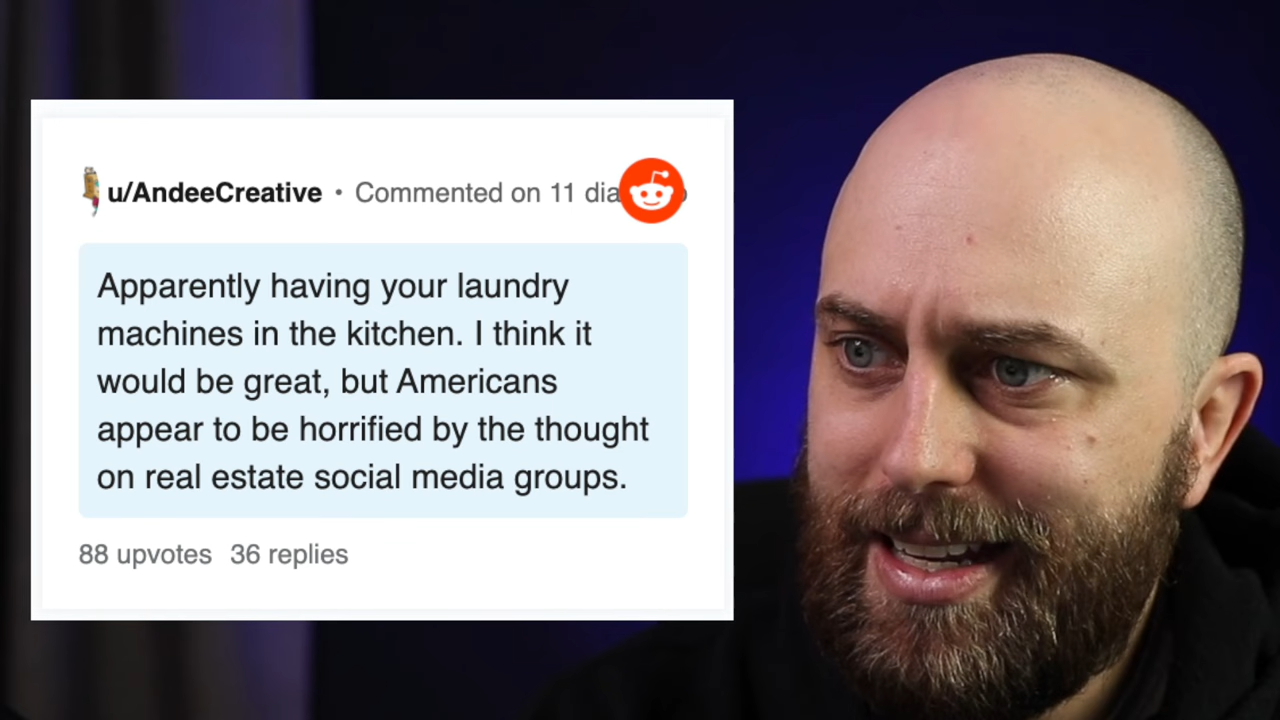 u/AndeeCreative • Commented on 11 dia
Apparently having your laundry
machines in the kitchen. I think it
would be great, but Americans
appear to be horrified by the thought
on real estate social media groups.
88 upvotes 36 replies